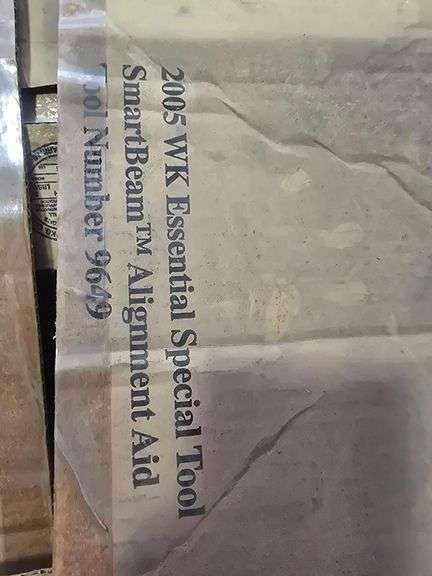 2005 WK Essential Special Tool
SmartBeam™ Alignment Aid
Tool Number 9649